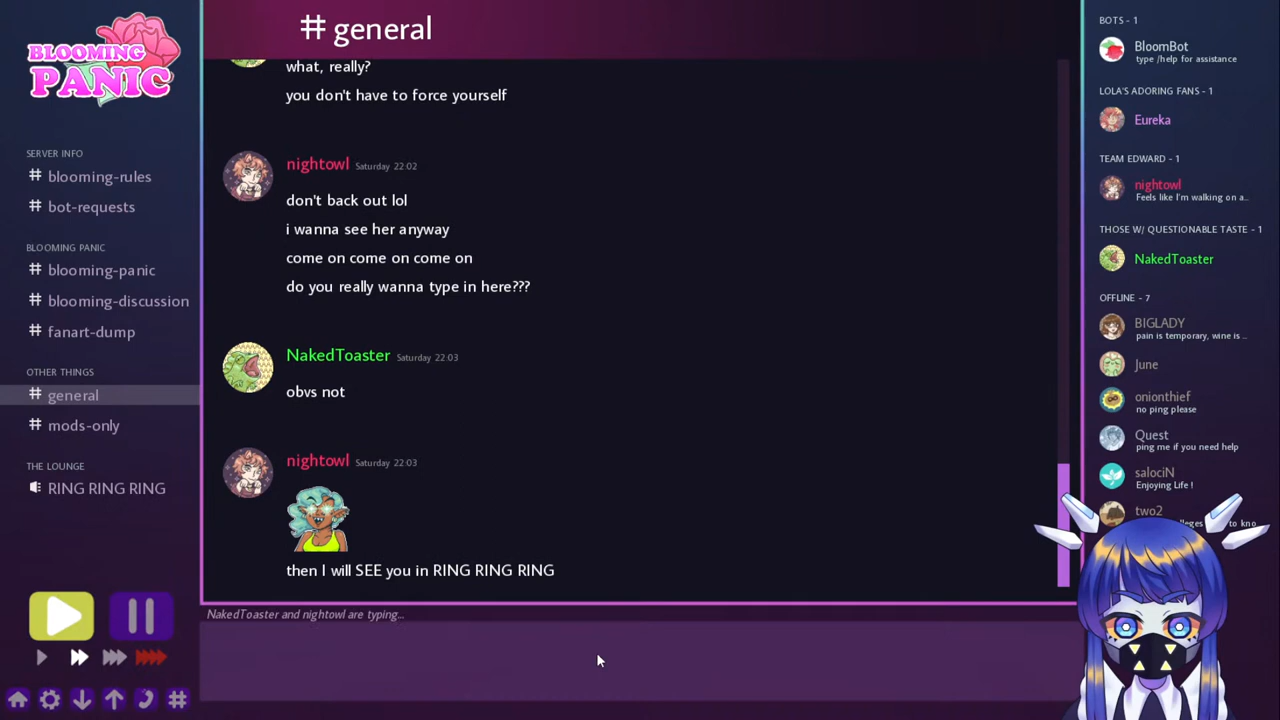 BLOOMING
PANIC
SERVER INFO
# blooming-rules
# bot-requests
BLOOMING PANIC
# blooming-panic
# blooming-discussion
# fanart-dump
OTHER THINGS
# general
# mods-only
THE LOUNGE
RING RING RING
# general
what, really?
you don't have to force yourself
nightowl Saturday 22:02
don't back out lol
i wanna see her anyway
come on come on come on
do you really wanna type in here???
NakedToaster Saturday 22:03
obvs not
nightowl Saturday 22:03
then I will SEE you in RING RING RING
NakedToaster and nightowl are typing...
BOTS - 1
BloomBot
type /help for assistance
LOLA'S ADORING FANS - 1
Eureka
TEAM EDWARD - 1
nightowl
Feels like I'm walking on a...
THOSE W/ QUESTIONABLE TASTE - 1
NakedToaster
OFFLINE - 7
BIGLADY
pain is temporary, wine is ...
June
onionthief
no ping please
Quest
ping me if you need help
salociN
Enjoying Life !
two2
to kno